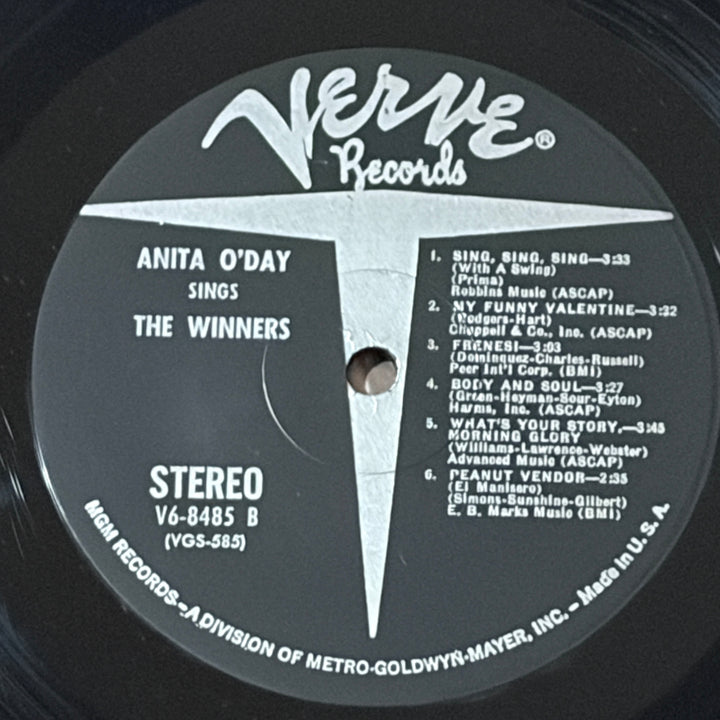 Verve®
Records
ANITA O'DAY
SINGS
THE WINNERS
STEREO
V6-8485 B
(VGS-585)
1. SING, SING, SING—3:33
(With A Swing)
(Prima)
Robbins Music (ASCAP)
2. MY FUNNY VALENTINE—3:22
(Rodgers-Hart)
Chappell & Co., Inc. (ASCAP)
3. FRENESI—3:03
(Dominquez-Charles-Russell)
Peer Int'l Corp. (BMI)
4. BODY AND SOUL—3:27
(Green-Heyman-Sour-Eyton)
Harms, Inc. (ASCAP)
5. WHAT'S YOUR STORY,—3:45
MORNING GLORY
(Williams-Lawrence-Webster)
Advanced Music (ASCAP)
6. PEANUT VENDOR—2:35
(El Manisero)
(Simons-Sunshine-Gilbert)
E. B. Marks Music (BMI)
MGM RECORDS—A DIVISION OF METRO-GOLDWYN-MAYER, INC. – Made in U.S.A.